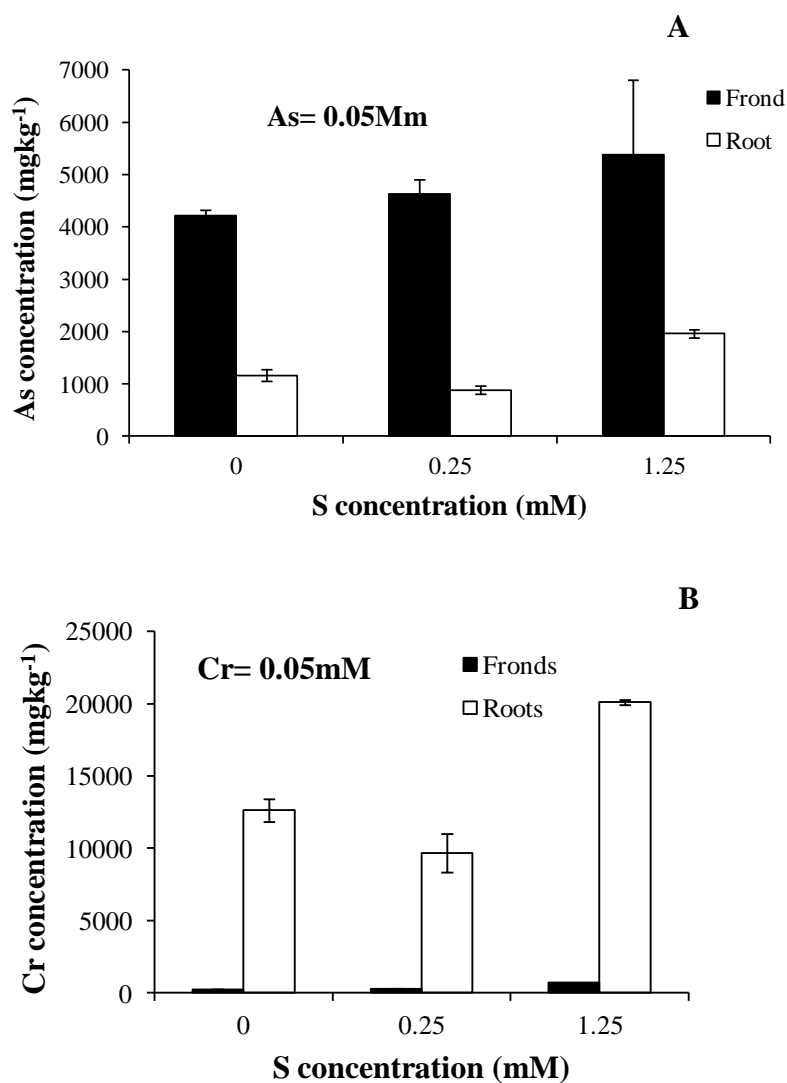 A
As concentration (mgkg-1)
7000
6000
5000
4000
3000
2000
1000
0
As= 0.05Mm
Frond
Root
0 0.25 1.25
S concentration (mM)
B
Cr concentration (mgkg-1)
25000
20000
15000
10000
5000
0
Cr= 0.05mM
Fronds
Roots
0 0.25 1.25
S concentration (mM)